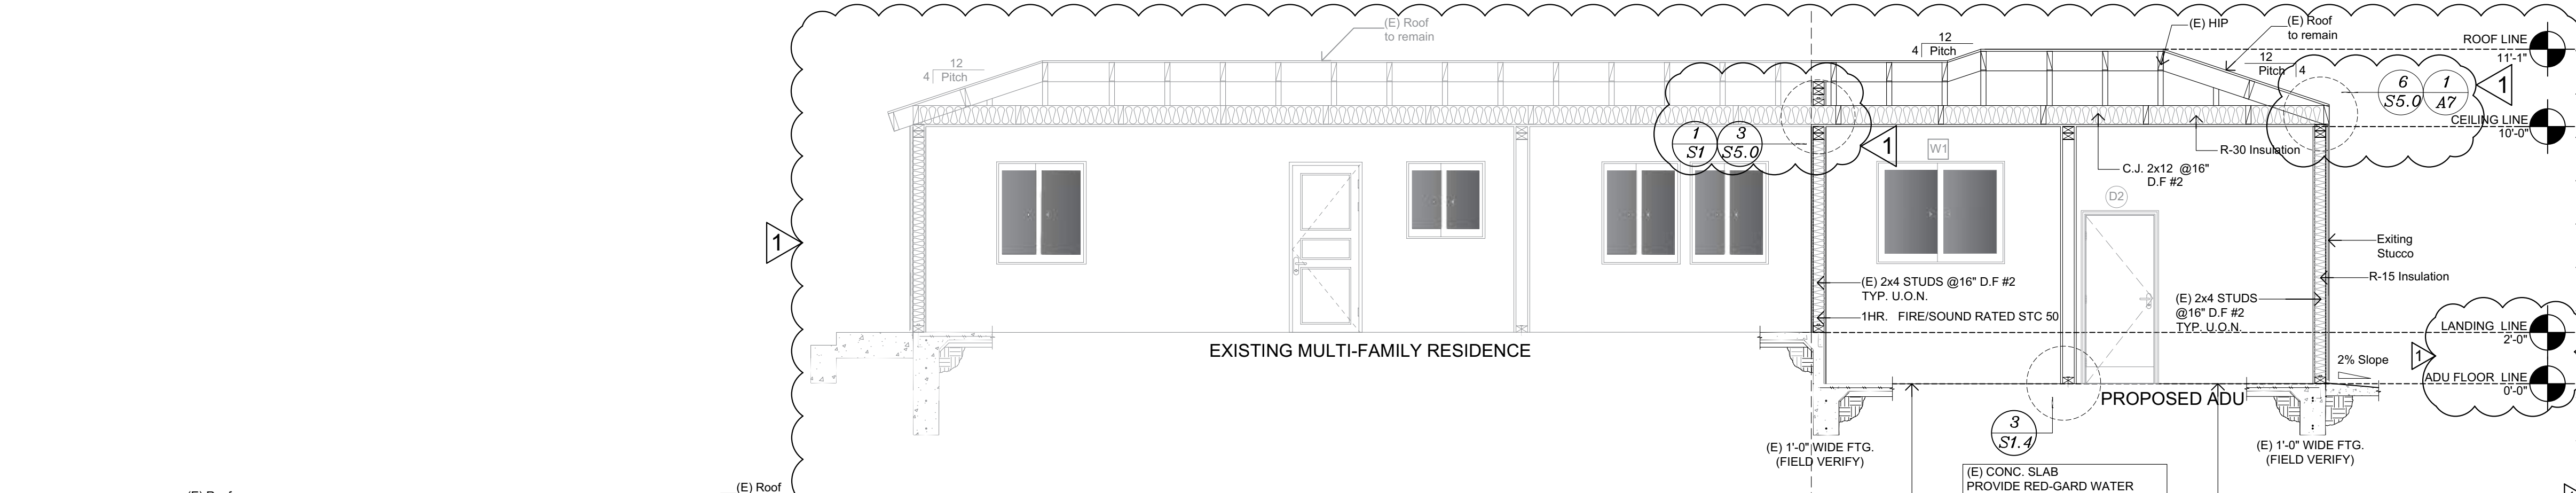 (E) Roof
to remain
12
4
Pitch
12
4
Pitch
(E) HIP
(E) Roof
to remain
12
Pitch
4
ROOF LINE
11'-1"
6
S5.0
1
A7
1
CEILING LINE
10'-0"
1
S1
3
S5.0
1
W1
R-30 Insulation
C.J. 2x12 @16"
D.F #2
D2
1
Exiting
Stucco
R-15 Insulation
(E) 2x4 STUDS @16" D.F #2
TYP. U.O.N.
1HR. FIRE/SOUND RATED STC 50
(E) 2x4 STUDS
@16" D.F #2
TYP. U.O.N.
LANDING LINE
2'-0"
1
2% Slope
ADU FLOOR LINE
0'-0"
EXISTING MULTI-FAMILY RESIDENCE
PROPOSED ADU
3
S1.4
(E) 1'-0" WIDE FTG.
(FIELD VERIFY)
(E) 1'-0" WIDE FTG.
(FIELD VERIFY)
(E) CONC. SLAB
PROVIDE RED-GARD WATER
(E) Roof